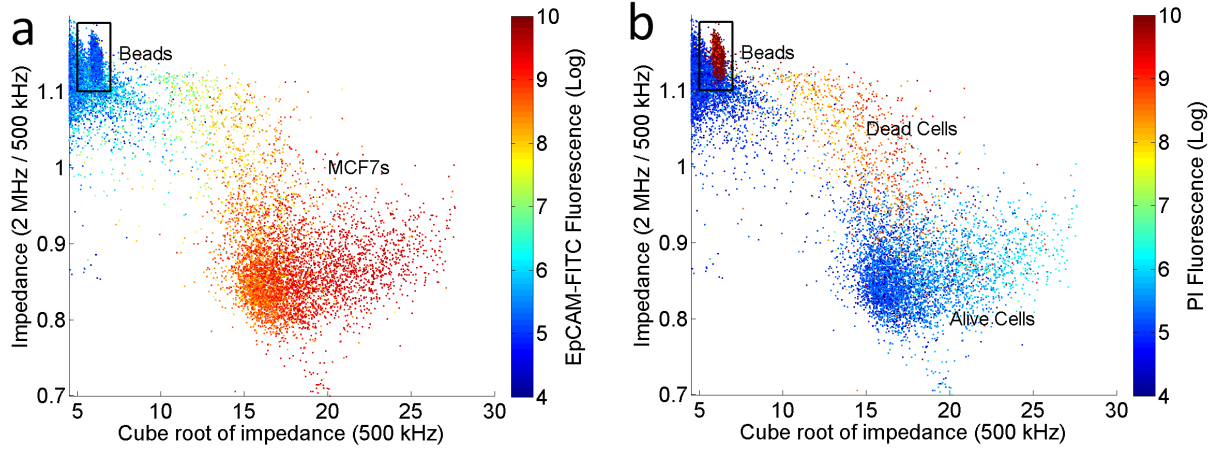 a
Impedance (2 MHz / 500 kHz)
1.1
1
0.9
0.8
0.7
Beads
MCF7s
5 10 15 20 25 30
Cube root of impedance (500 kHz)
10
9
8
7
6
5
4
EpCAM-FITC Fluorescence (Log)
b
Impedance (2 MHz / 500 kHz)
1.1
1
0.9
0.8
0.7
Beads
Dead Cells
Alive Cells
5 10 15 20 25 30
Cube root of impedance (500 kHz)
10
9
8
7
6
5
4
PI Fluorescence (Log)